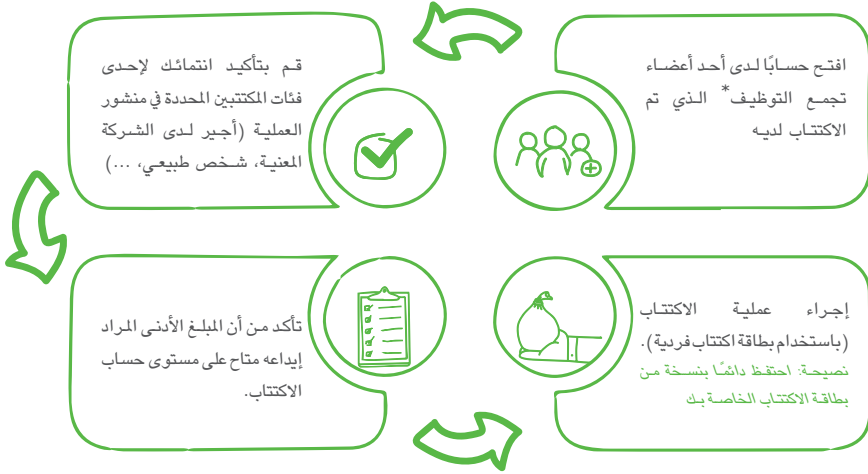 افتح حسابًا لدى أحد أعضاء
تجمع التوظيف* الذي تم
الاكتتاب لديه
قم بتأكيد انتمائك لإحدى
فئات المكتتبين المحددة في منشور
العملية (أجير لدى الشركة
المعنية، شخص طبيعي، ...)
تأكد من أن المبلغ الأدنى المراد
إيداعه متاح على مستوى حساب
الاكتتاب.
إجراء عملية الاكتتاب
(باستخدام بطاقة اكتتاب فردية).
نصيحة: احتفظ دائمًا بنسخة من
بطاقة الاكتتاب الخاصة بك